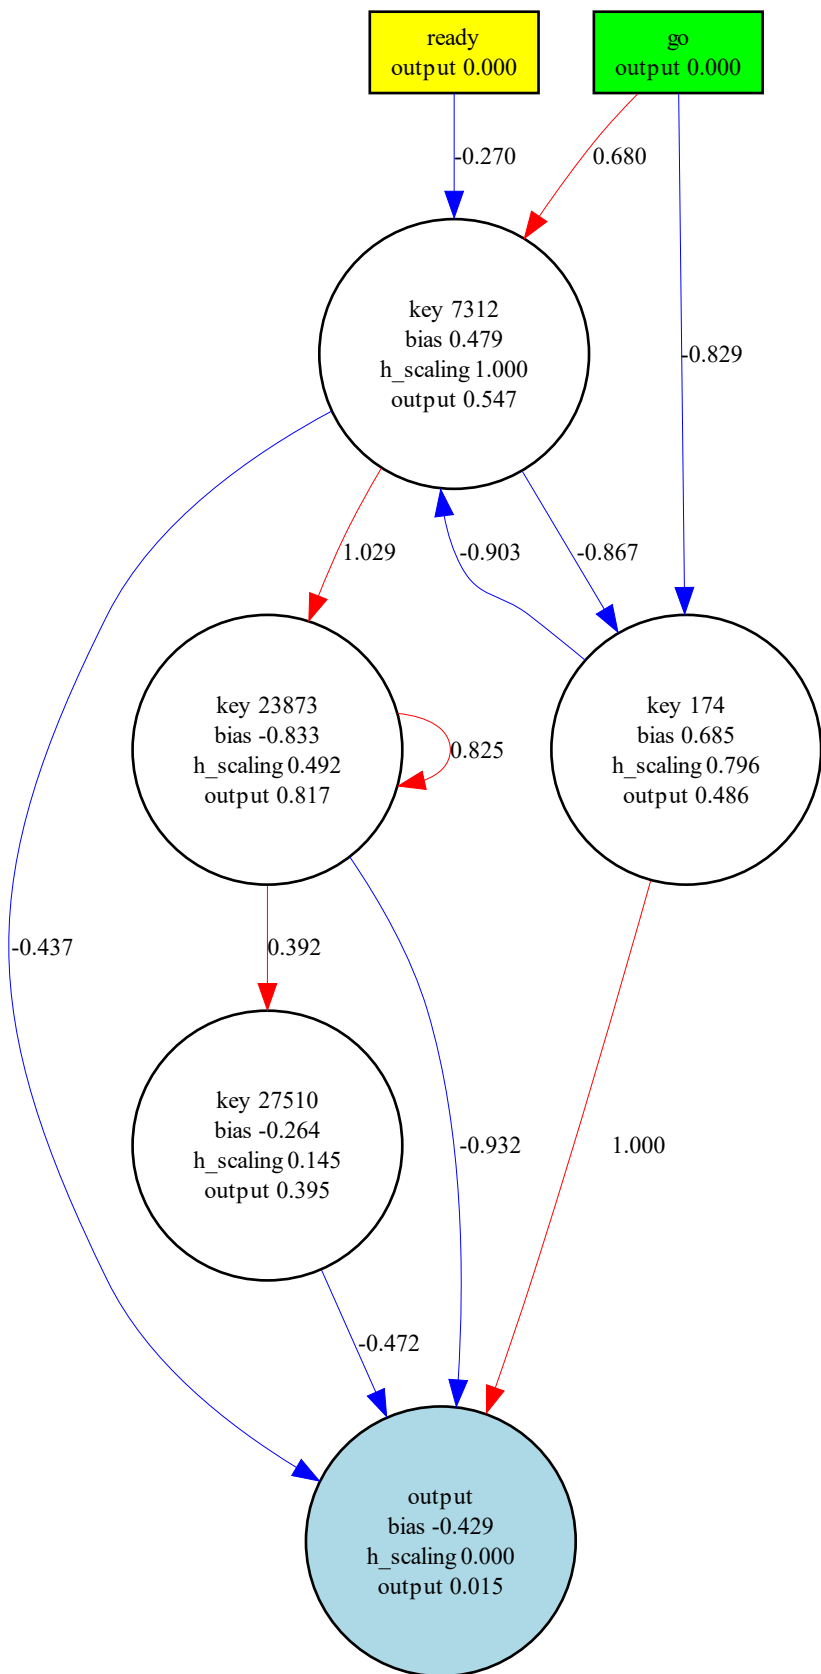 ready
output 0.000
go
output 0.000
-0.270
0.680
key 7312
bias 0.479
h_scaling 1.000
output 0.547
-0.829
1.029
-0.903
-0.867
key 23873
bias -0.833
h_scaling 0.492
output 0.817
0.825
key 174
bias 0.685
h_scaling 0.796
output 0.486
-0.437
0.392
key 27510
bias -0.264
h_scaling 0.145
output 0.395
-0.932
1.000
-0.472
output
bias -0.429
h_scaling 0.000
output 0.015